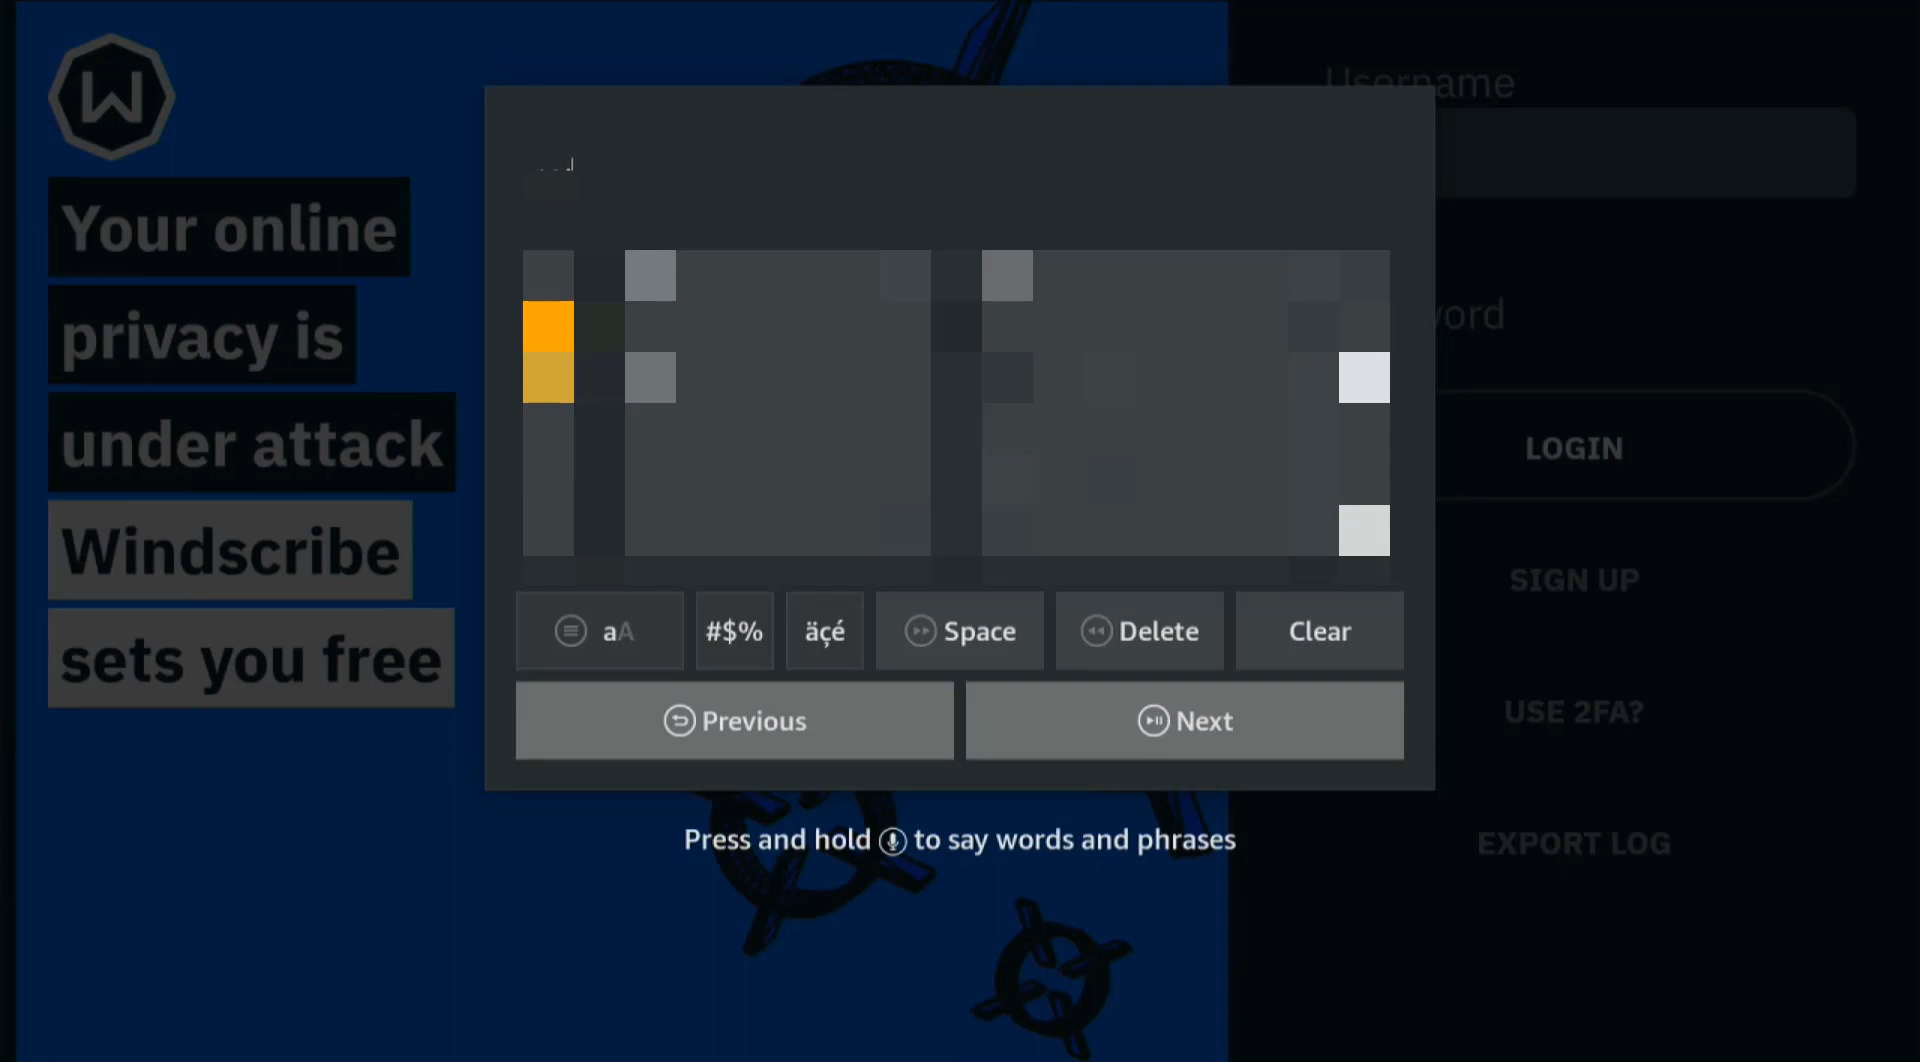 Username
Your online
privacy is
under attack
Windscribe
sets you free
LOGIN
SIGN UP
USE 2FA?
EXPORT LOG
aA
#$%
äçé
Space
Delete
Clear
Previous
Next
Press and hold to say words and phrases